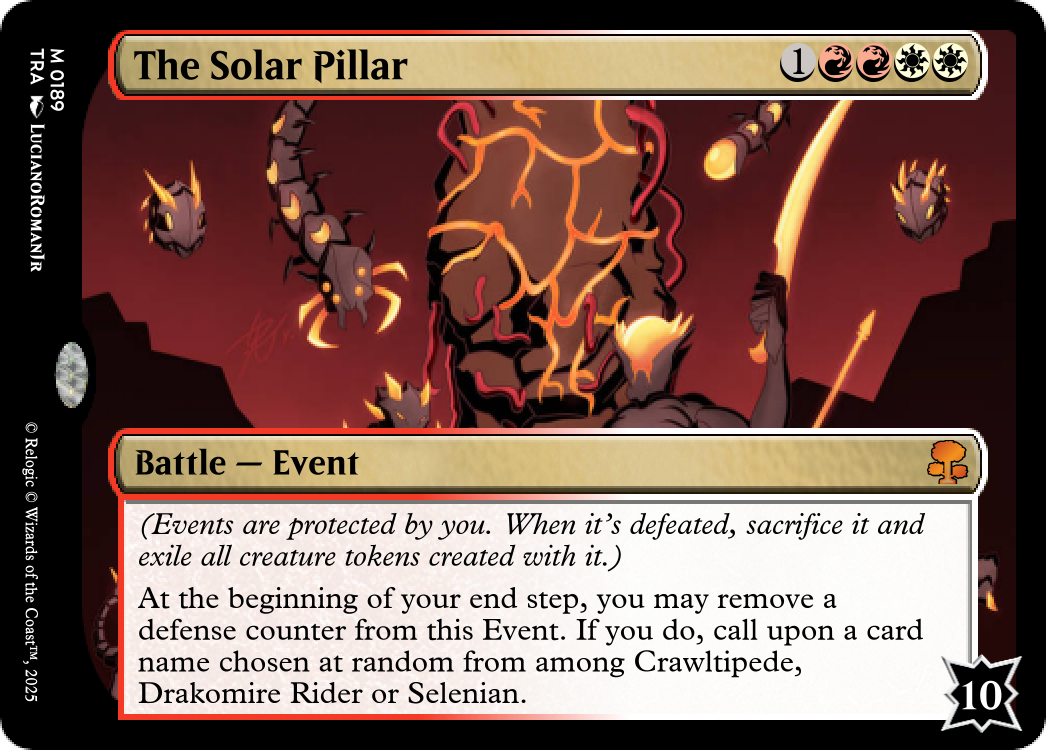 The Solar Pillar
1
M 0189
TRA LUCIANOROMANJR
Battle — Event
(Events are protected by you. When it's defeated, sacrifice it and
exile all creature tokens created with it.)
At the beginning of your end step, you may remove a
defense counter from this Event. If you do, call upon a card
name chosen at random from among Crawltipede,
Drakomire Rider or Selenian.
10
© Relogic © Wizards of the Coast™, 2025